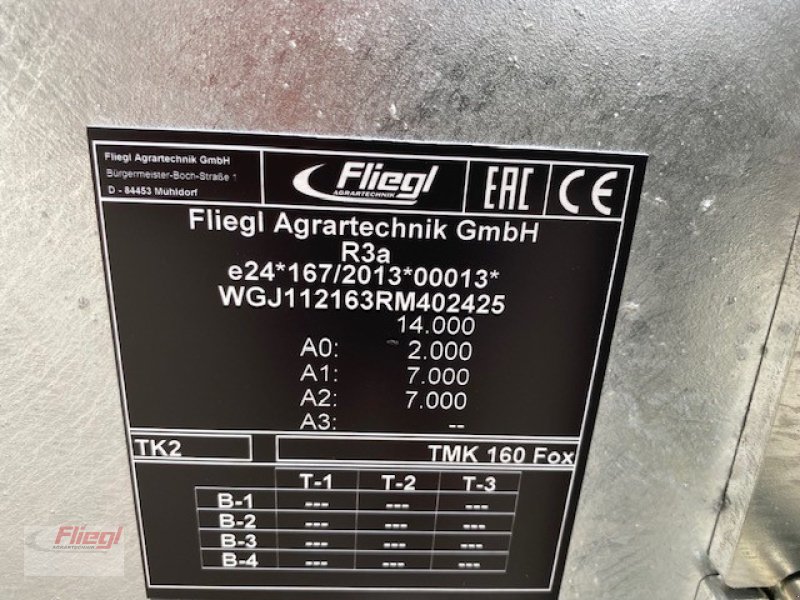 Fliegl Agrartechnik GmbH
Bürgermeister-Boch-Straße 1
D - 84453 Mühldorf
Fliegl
AGRARTECHNIK
EAC
CE
Fliegl Agrartechnik GmbH
R3a
e24*167/2013*00013*
WGJ112163RM402425
14.000
A0: 2.000
A1: 7.000
A2: 7.000
A3: --
TK2 TMK 160 Fox
T-1 T-2 T-3
B-1 --- --- ---
B-2 --- --- ---
B-3 --- --- ---
B-4 --- --- ---
Fliegl
AGRARTECHNIK